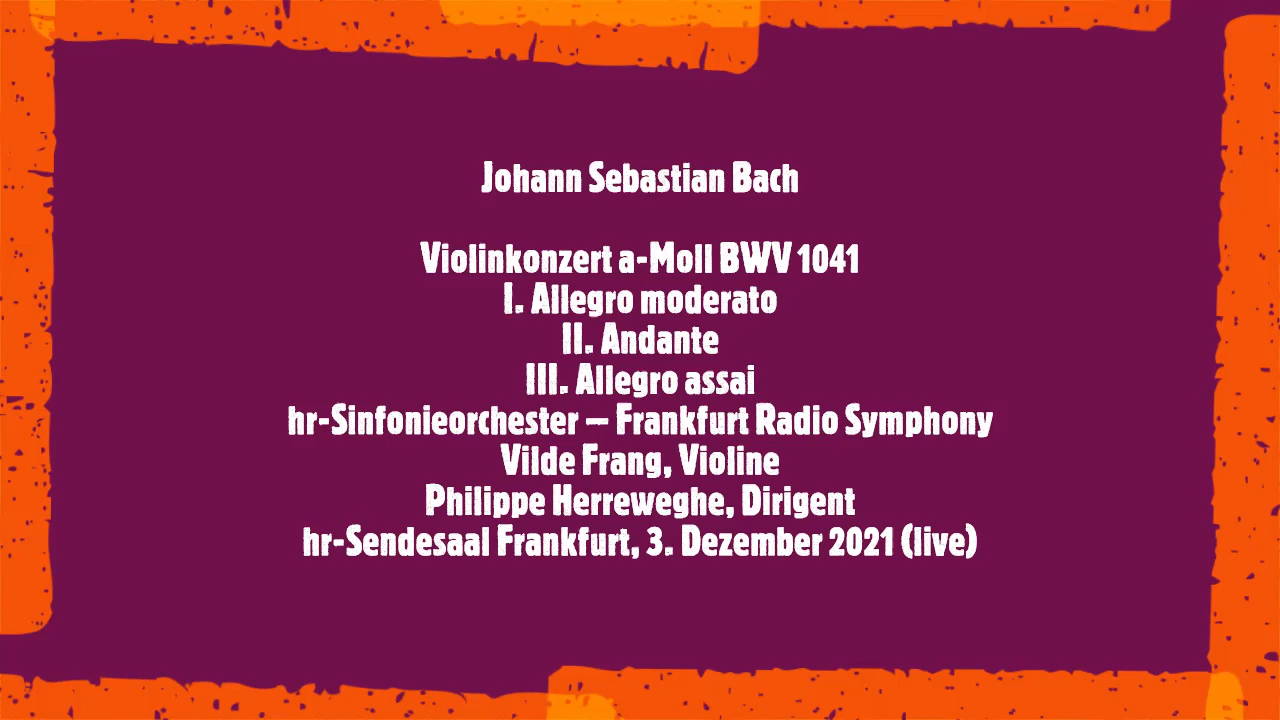 Johann Sebastian Bach
Violinkonzert a-Moll BWV 1041
I. Allegro moderato
II. Andante
III. Allegro assai
hr-Sinfonieorchester – Frankfurt Radio Symphony
Vilde Frang, Violine
Philippe Herreweghe, Dirigent
hr-Sendesaal Frankfurt, 3. Dezember 2021 (live)